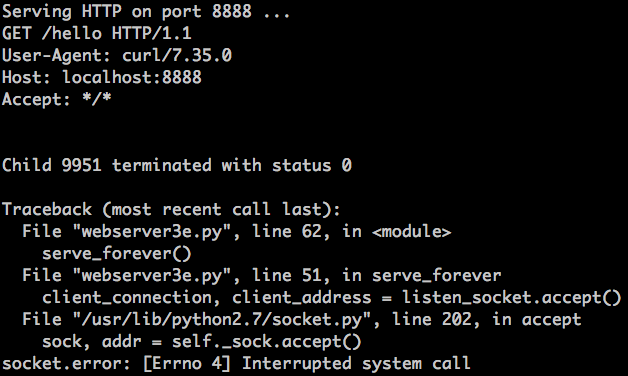 Serving HTTP on port 8888 ...
GET /hello HTTP/1.1
User-Agent: curl/7.35.0
Host: localhost:8888
Accept: */*
Child 9951 terminated with status 0
Traceback (most recent call last):
  File "webserver3e.py", line 62, in <module>
    serve_forever()
  File "webserver3e.py", line 51, in serve_forever
    client_connection, client_address = listen_socket.accept()
  File "/usr/lib/python2.7/socket.py", line 202, in accept
    sock, addr = self._sock.accept()
socket.error: [Errno 4] Interrupted system call